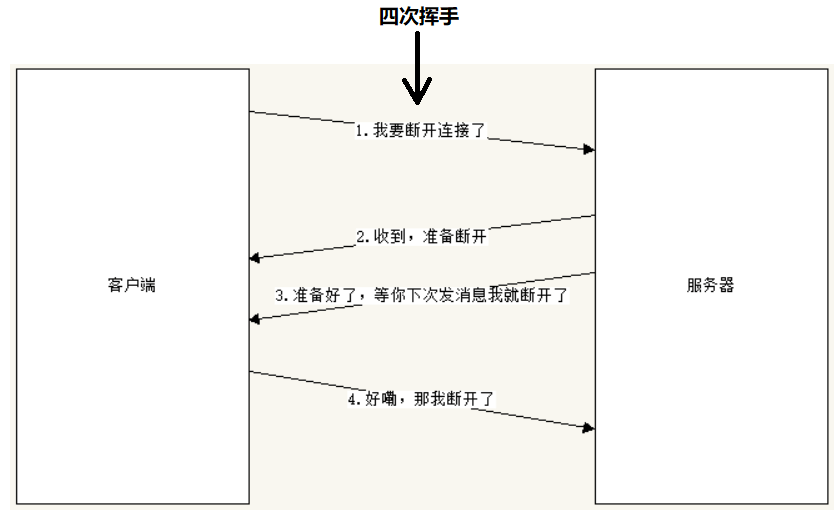 四次挥手
1.我要断开连接了
2.收到，准备断开
客户端
3.准备好了，等你下次发消息我就断开了
服务器
4.好嘞，那我断开了